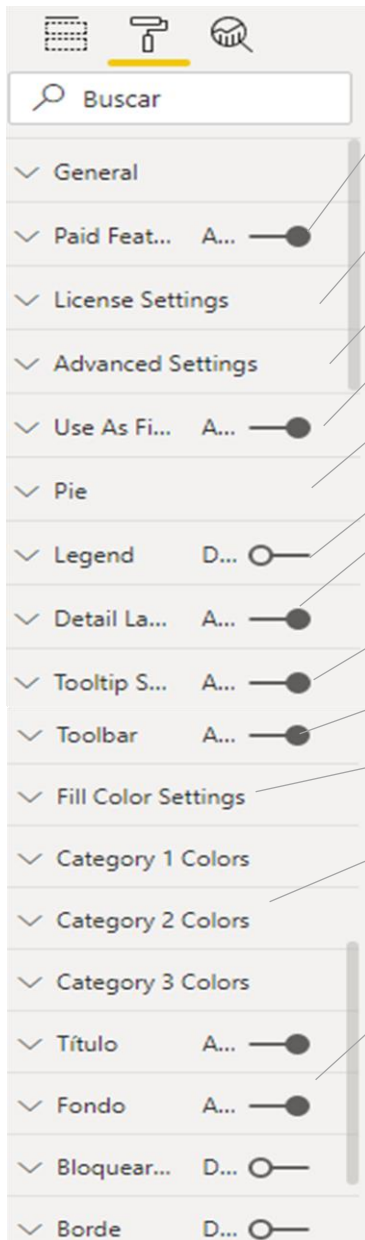 Buscar
General
Paid Feat... A...
License Settings
Advanced Settings
Use As Fi... A...
Pie
Legend D...
Detail La... A...
Tooltip S... A...
Toolbar A...
Fill Color Settings
Category 1 Colors
Category 2 Colors
Category 3 Colors
Título A...
Fondo A...
Bloquear... D...
Borde D...